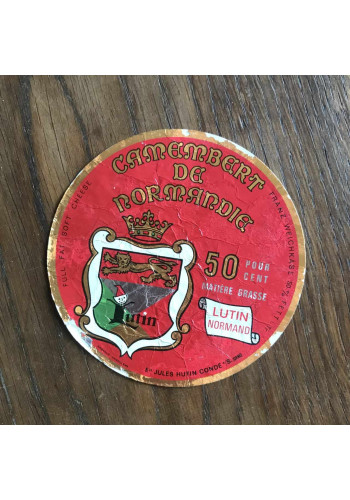 CAMEMBERT
DE
NORMANDIE
FULL FAT SOFT CHEESE
50 POUR
CENT
MATIÈRE GRASSE
LUTIN
NORMAND
Lutin
JULES HUTIN CONDÉ